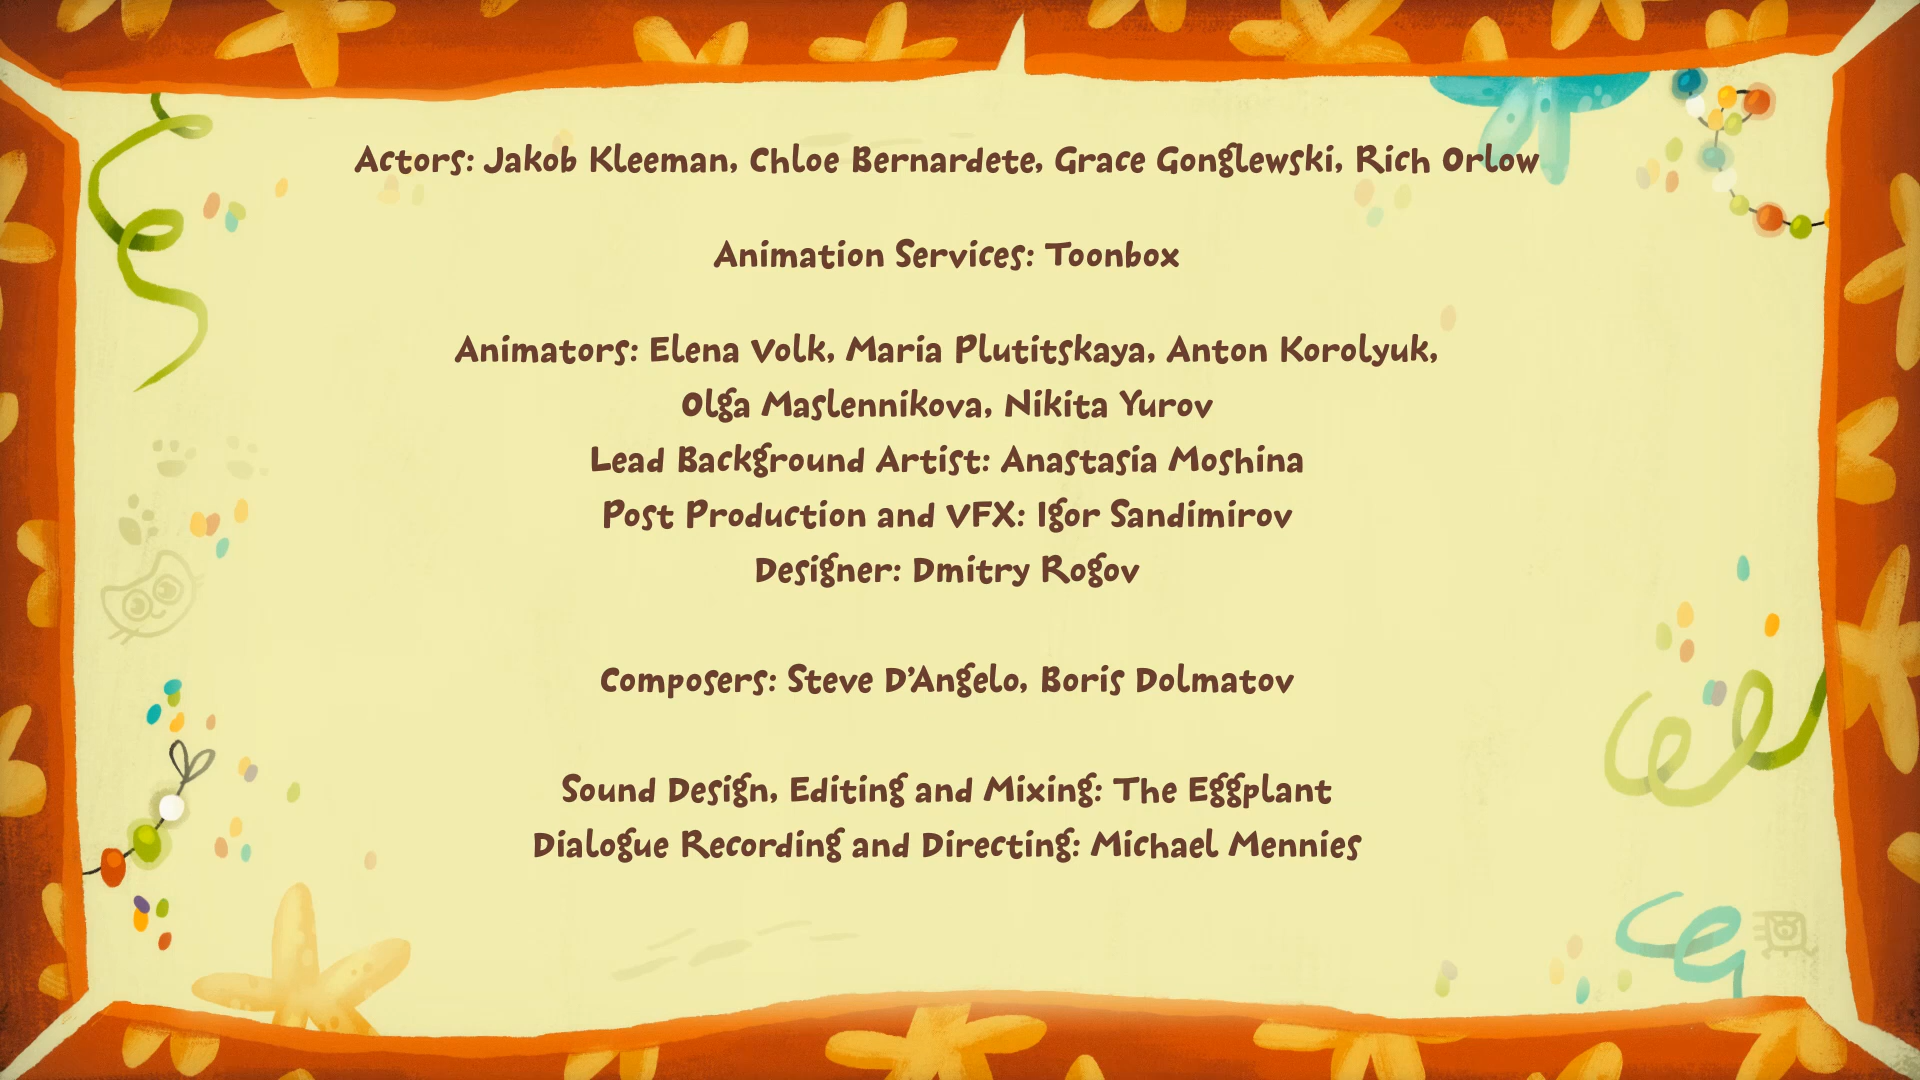 Actors: Jakob Kleeman, Chloe Bernardete, Grace Gonglewski, Rich Orlow
Animation Services: Toonbox
Animators: Elena Volk, Maria Plutitskaya, Anton Korolyuk,
Olga Maslennikova, Nikita Yurov
Lead Background Artist: Anastasia Moshina
Post Production and VFX: Igor Sandimirov
Designer: Dmitry Rogov
Composers: Steve D'Angelo, Boris Dolmatov
Sound Design, Editing and Mixing: The Eggplant
Dialogue Recording and Directing: Michael Mennies